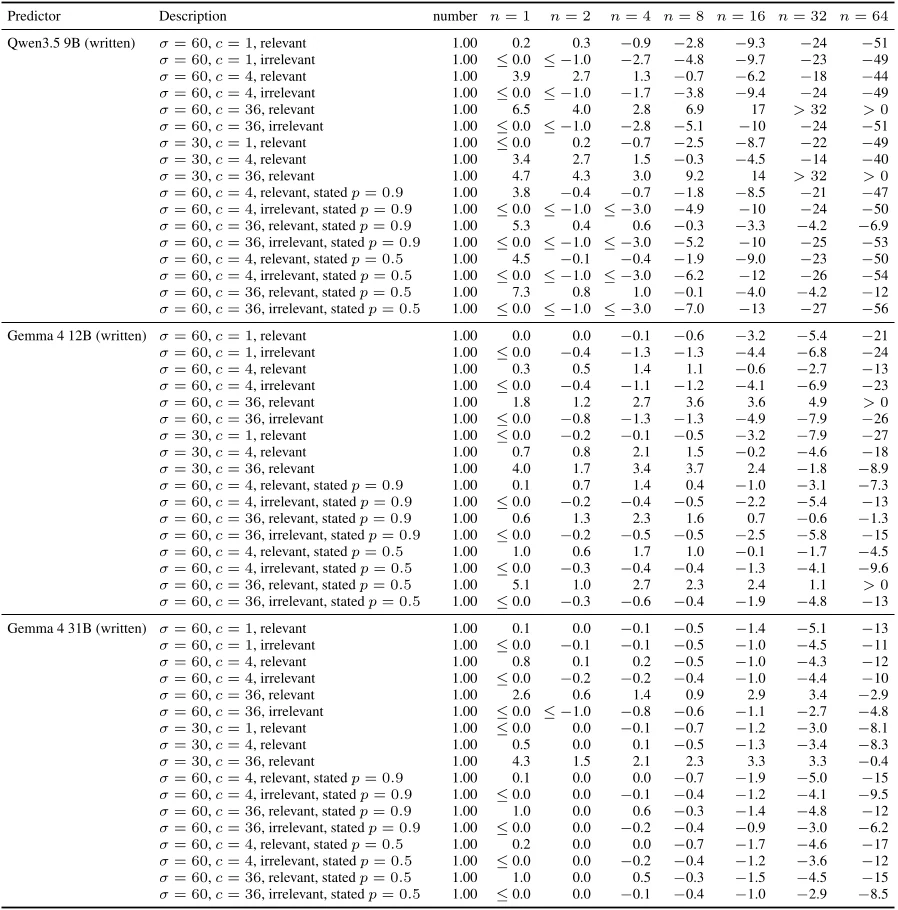 Predictor Description number n = 1 n = 2 n = 4 n = 8 n = 16 n = 32 n = 64
Qwen3.5 9B (written) σ = 60, c = 1, relevant 1.00 0.2 0.3 −0.9 −2.8 −9.3 −24 −51
σ = 60, c = 1, irrelevant 1.00 ≤ 0.0 ≤ −1.0 −2.7 −4.8 −9.7 −23 −49
σ = 60, c = 4, relevant 1.00 3.9 2.7 1.3 −0.7 −6.2 −18 −44
σ = 60, c = 4, irrelevant 1.00 ≤ 0.0 ≤ −1.0 −1.7 −3.8 −9.4 −24 −49
σ = 60, c = 36, relevant 1.00 6.5 4.0 2.8 6.9 17 > 32 > 0
σ = 60, c = 36, irrelevant 1.00 ≤ 0.0 ≤ −1.0 −2.8 −5.1 −10 −24 −51
σ = 30, c = 1, relevant 1.00 ≤ 0.0 0.2 −0.7 −2.5 −8.7 −22 −49
σ = 30, c = 4, relevant 1.00 3.4 2.7 1.5 −0.3 −4.5 −14 −40
σ = 30, c = 36, relevant 1.00 4.7 4.3 3.0 9.2 14 > 32 > 0
σ = 60, c = 4, relevant, stated p = 0.9 1.00 3.8 −0.4 −0.7 −1.8 −8.5 −21 −47
σ = 60, c = 4, irrelevant, stated p = 0.9 1.00 ≤ 0.0 ≤ −1.0 ≤ −3.0 −4.9 −10 −24 −50
σ = 60, c = 36, relevant, stated p = 0.9 1.00 5.3 0.4 0.6 −0.3 −3.3 −4.2 −6.9
σ = 60, c = 36, irrelevant, stated p = 0.9 1.00 ≤ 0.0 ≤ −1.0 ≤ −3.0 −5.2 −10 −25 −53
σ = 60, c = 4, relevant, stated p = 0.5 1.00 4.5 −0.1 −0.4 −1.9 −9.0 −23 −50
σ = 60, c = 4, irrelevant, stated p = 0.5 1.00 ≤ 0.0 ≤ −1.0 ≤ −3.0 −6.2 −12 −26 −54
σ = 60, c = 36, relevant, stated p = 0.5 1.00 7.3 0.8 1.0 −0.1 −4.0 −4.2 −12
σ = 60, c = 36, irrelevant, stated p = 0.5 1.00 ≤ 0.0 ≤ −1.0 ≤ −3.0 −7.0 −13 −27 −56
Gemma 4 12B (written) σ = 60, c = 1, relevant 1.00 0.0 0.0 −0.1 −0.6 −3.2 −5.4 −21
σ = 60, c = 1, irrelevant 1.00 ≤ 0.0 −0.4 −1.3 −1.3 −4.4 −6.8 −24
σ = 60, c = 4, relevant 1.00 0.3 0.5 1.4 1.1 −0.6 −2.7 −13
σ = 60, c = 4, irrelevant 1.00 ≤ 0.0 −0.4 −1.1 −1.2 −4.1 −6.9 −23
σ = 60, c = 36, relevant 1.00 1.8 1.2 2.7 3.6 3.6 4.9 > 0
σ = 60, c = 36, irrelevant 1.00 ≤ 0.0 −0.8 −1.3 −1.3 −4.9 −7.9 −26
σ = 30, c = 1, relevant 1.00 ≤ 0.0 −0.2 −0.1 −0.5 −3.2 −7.9 −27
σ = 30, c = 4, relevant 1.00 0.7 0.8 2.1 1.5 −0.2 −4.6 −18
σ = 30, c = 36, relevant 1.00 4.0 1.7 3.4 3.7 2.4 −1.8 −8.9
σ = 60, c = 4, relevant, stated p = 0.9 1.00 0.1 0.7 1.4 0.4 −1.0 −3.1 −7.3
σ = 60, c = 4, irrelevant, stated p = 0.9 1.00 ≤ 0.0 −0.2 −0.4 −0.5 −2.2 −5.4 −13
σ = 60, c = 36, relevant, stated p = 0.9 1.00 0.6 1.3 2.3 1.6 0.7 −0.6 −1.3
σ = 60, c = 36, irrelevant, stated p = 0.9 1.00 ≤ 0.0 −0.2 −0.5 −0.5 −2.5 −5.8 −15
σ = 60, c = 4, relevant, stated p = 0.5 1.00 1.0 0.6 1.7 1.0 −0.1 −1.7 −4.5
σ = 60, c = 4, irrelevant, stated p = 0.5 1.00 ≤ 0.0 −0.3 −0.4 −0.4 −1.3 −4.1 −9.6
σ = 60, c = 36, relevant, stated p = 0.5 1.00 5.1 1.0 2.7 2.3 2.4 1.1 > 0
σ = 60, c = 36, irrelevant, stated p = 0.5 1.00 ≤ 0.0 −0.3 −0.6 −0.4 −1.9 −4.8 −13
Gemma 4 31B (written) σ = 60, c = 1, relevant 1.00 0.1 0.0 −0.1 −0.5 −1.4 −5.1 −13
σ = 60, c = 1, irrelevant 1.00 ≤ 0.0 −0.1 −0.1 −0.5 −1.0 −4.5 −11
σ = 60, c = 4, relevant 1.00 0.8 0.1 0.2 −0.5 −1.0 −4.3 −12
σ = 60, c = 4, irrelevant 1.00 ≤ 0.0 −0.2 −0.2 −0.4 −1.0 −4.4 −10
σ = 60, c = 36, relevant 1.00 2.6 0.6 1.4 0.9 2.9 3.4 −2.9
σ = 60, c = 36, irrelevant 1.00 ≤ 0.0 ≤ −1.0 −0.8 −0.6 −1.1 −2.7 −4.8
σ = 30, c = 1, relevant 1.00 ≤ 0.0 0.0 −0.1 −0.7 −1.2 −3.0 −8.1
σ = 30, c = 4, relevant 1.00 0.5 0.0 0.1 −0.5 −1.3 −3.4 −8.3
σ = 30, c = 36, relevant 1.00 4.3 1.5 2.1 2.3 3.3 3.3 −0.4
σ = 60, c = 4, relevant, stated p = 0.9 1.00 0.1 0.0 0.0 −0.7 −1.9 −5.0 −15
σ = 60, c = 4, irrelevant, stated p = 0.9 1.00 ≤ 0.0 0.0 −0.1 −0.4 −1.2 −4.1 −9.5
σ = 60, c = 36, relevant, stated p = 0.9 1.00 1.0 0.0 0.6 −0.3 −1.4 −4.8 −12
σ = 60, c = 36, irrelevant, stated p = 0.9 1.00 ≤ 0.0 0.0 −0.2 −0.4 −0.9 −3.0 −6.2
σ = 60, c = 4, relevant, stated p = 0.5 1.00 0.2 0.0 0.0 −0.7 −1.7 −4.6 −17
σ = 60, c = 4, irrelevant, stated p = 0.5 1.00 ≤ 0.0 0.0 −0.2 −0.4 −1.2 −3.6 −12
σ = 60, c = 36, relevant, stated p = 0.5 1.00 1.0 0.0 0.5 −0.3 −1.5 −4.5 −15
σ = 60, c = 36, irrelevant, stated p = 0.5 1.00 ≤ 0.0 0.0 −0.1 −0.4 −1.0 −2.9 −8.5